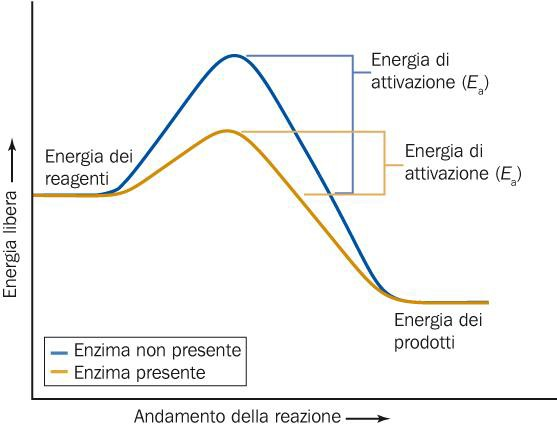 Energia di
attivazione (Ea)
Energia di
attivazione (Ea)
Energia dei
reagenti
Energia libera
Energia dei
prodotti
Enzima non presente
Enzima presente
Andamento della reazione